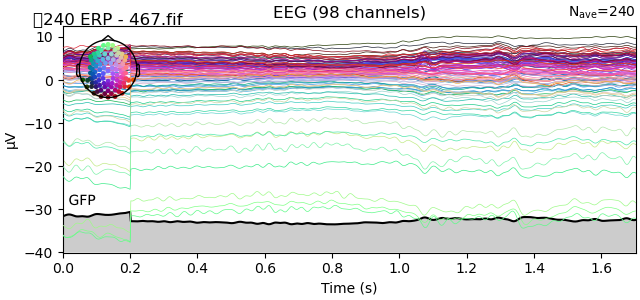 240 ERP - 467.fif
EEG (98 channels)
Nave=240
10
0
−10
−20
−30
−40
µV
GFP
0.0 0.2 0.4 0.6 0.8 1.0 1.2 1.4 1.6
Time (s)